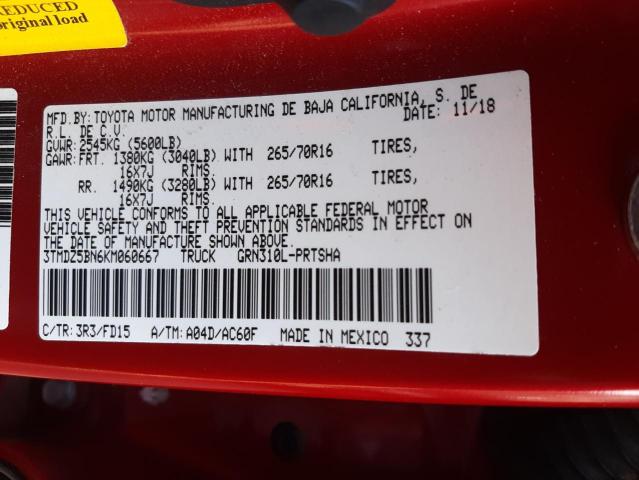 REDUCED
original load
MFD.BY:TOYOTA MOTOR MANUFACTURING DE BAJA CALIFORNIA, S. DE
R.L. DE C.V. DATE: 11/18
GVWR:2545KG (5600LB)
GAWR:FRT. 1380KG (3040LB) WITH 265/70R16 TIRES,
16X7J RIMS.
RR. 1490KG (3280LB) WITH 265/70R16 TIRES,
16X7J RIMS.
THIS VEHICLE CONFORMS TO ALL APPLICABLE FEDERAL MOTOR
VEHICLE SAFETY AND THEFT PREVENTION STANDARDS IN EFFECT ON
THE DATE OF MANUFACTURE SHOWN ABOVE.
3TMDZ5BN6KM060667 TRUCK GRN310L-PRTSHA
C/TR: 3R3/FD15 A/TM: A04D/AC60F MADE IN MEXICO 337